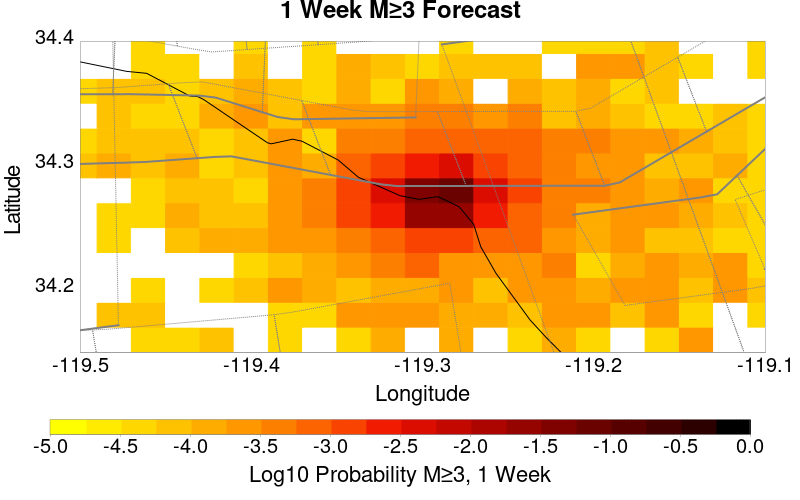 1 Week M≥3 Forecast
34.4
34.3
34.2
Latitude
-119.5 -119.4 -119.3 -119.2 -119.1
Longitude
-5.0 -4.5 -4.0 -3.5 -3.0 -2.5 -2.0 -1.5 -1.0 -0.5 0.0
Log10 Probability M≥3, 1 Week